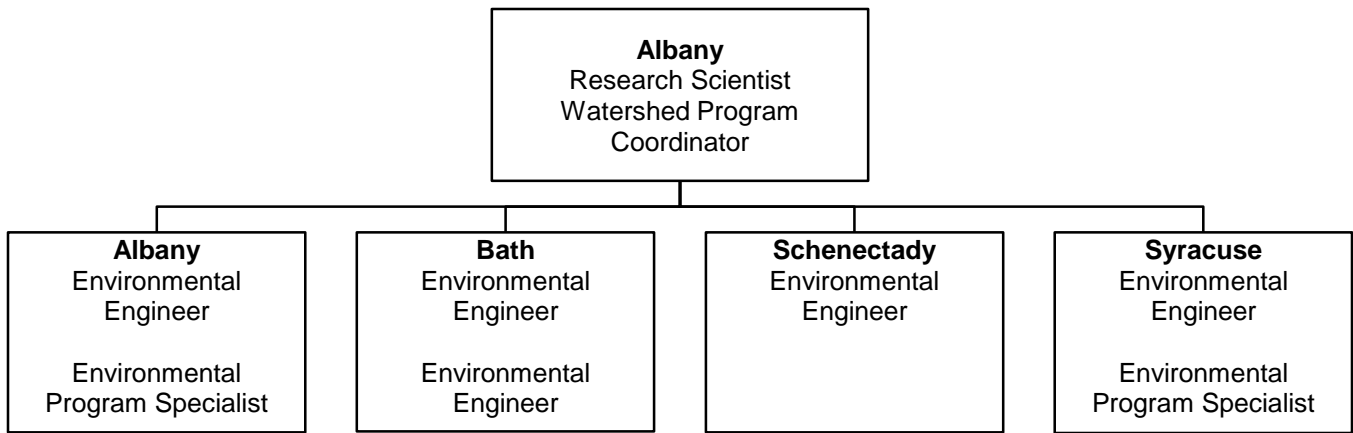 Albany
Research Scientist
Watershed Program
Coordinator
Albany
Environmental
Engineer
Environmental
Program Specialist
Bath
Environmental
Engineer
Environmental
Engineer
Schenectady
Environmental
Engineer
Syracuse
Environmental
Engineer
Environmental
Program Specialist